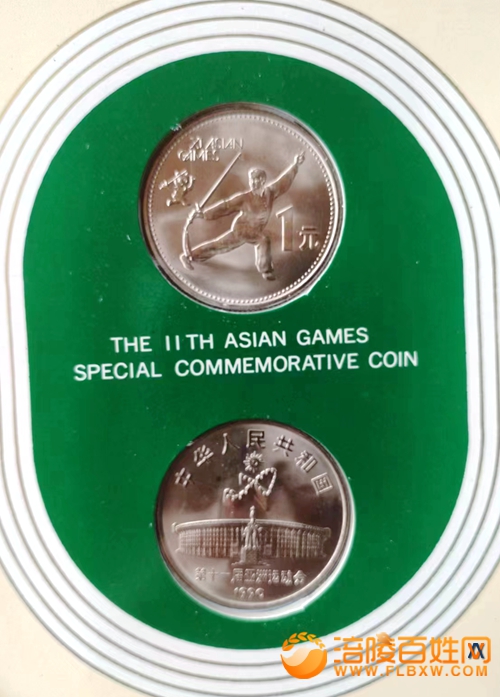 XI ASIAN
GAMES
1元
THE 11TH ASIAN GAMES
SPECIAL COMMEMORATIVE COIN
中华人民共和国
第十一届亚洲运动会
1990
涪陵百姓网
WWW.FLBXW.COM